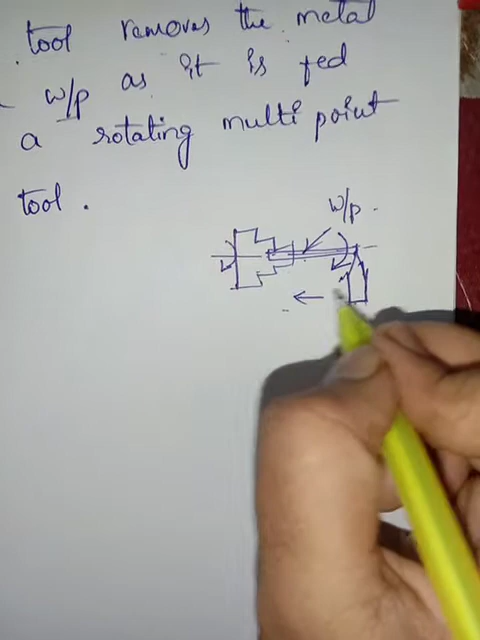 tool removes the metal
w/p as it is fed
a rotating multi point
tool.
w/p.